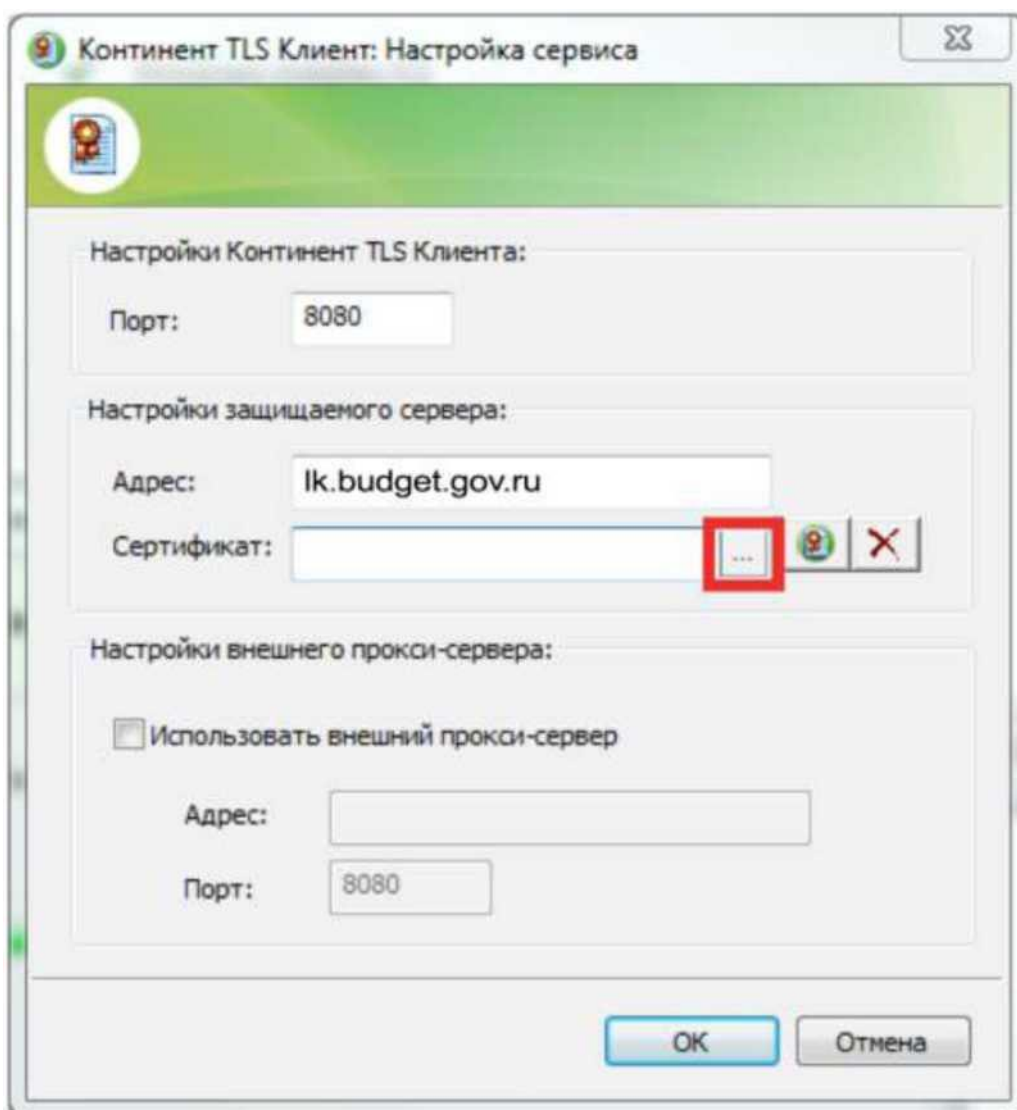 Континент TLS Клиент: Настройка сервиса
Настройки Континент TLS Клиента:
Порт: 8080
Настройки защищаемого сервера:
Адрес: lk.budget.gov.ru
Сертификат: ...
Настройки внешнего прокси-сервера:
Использовать внешний прокси-сервер
Адрес:
Порт: 8080
ОК Отмена